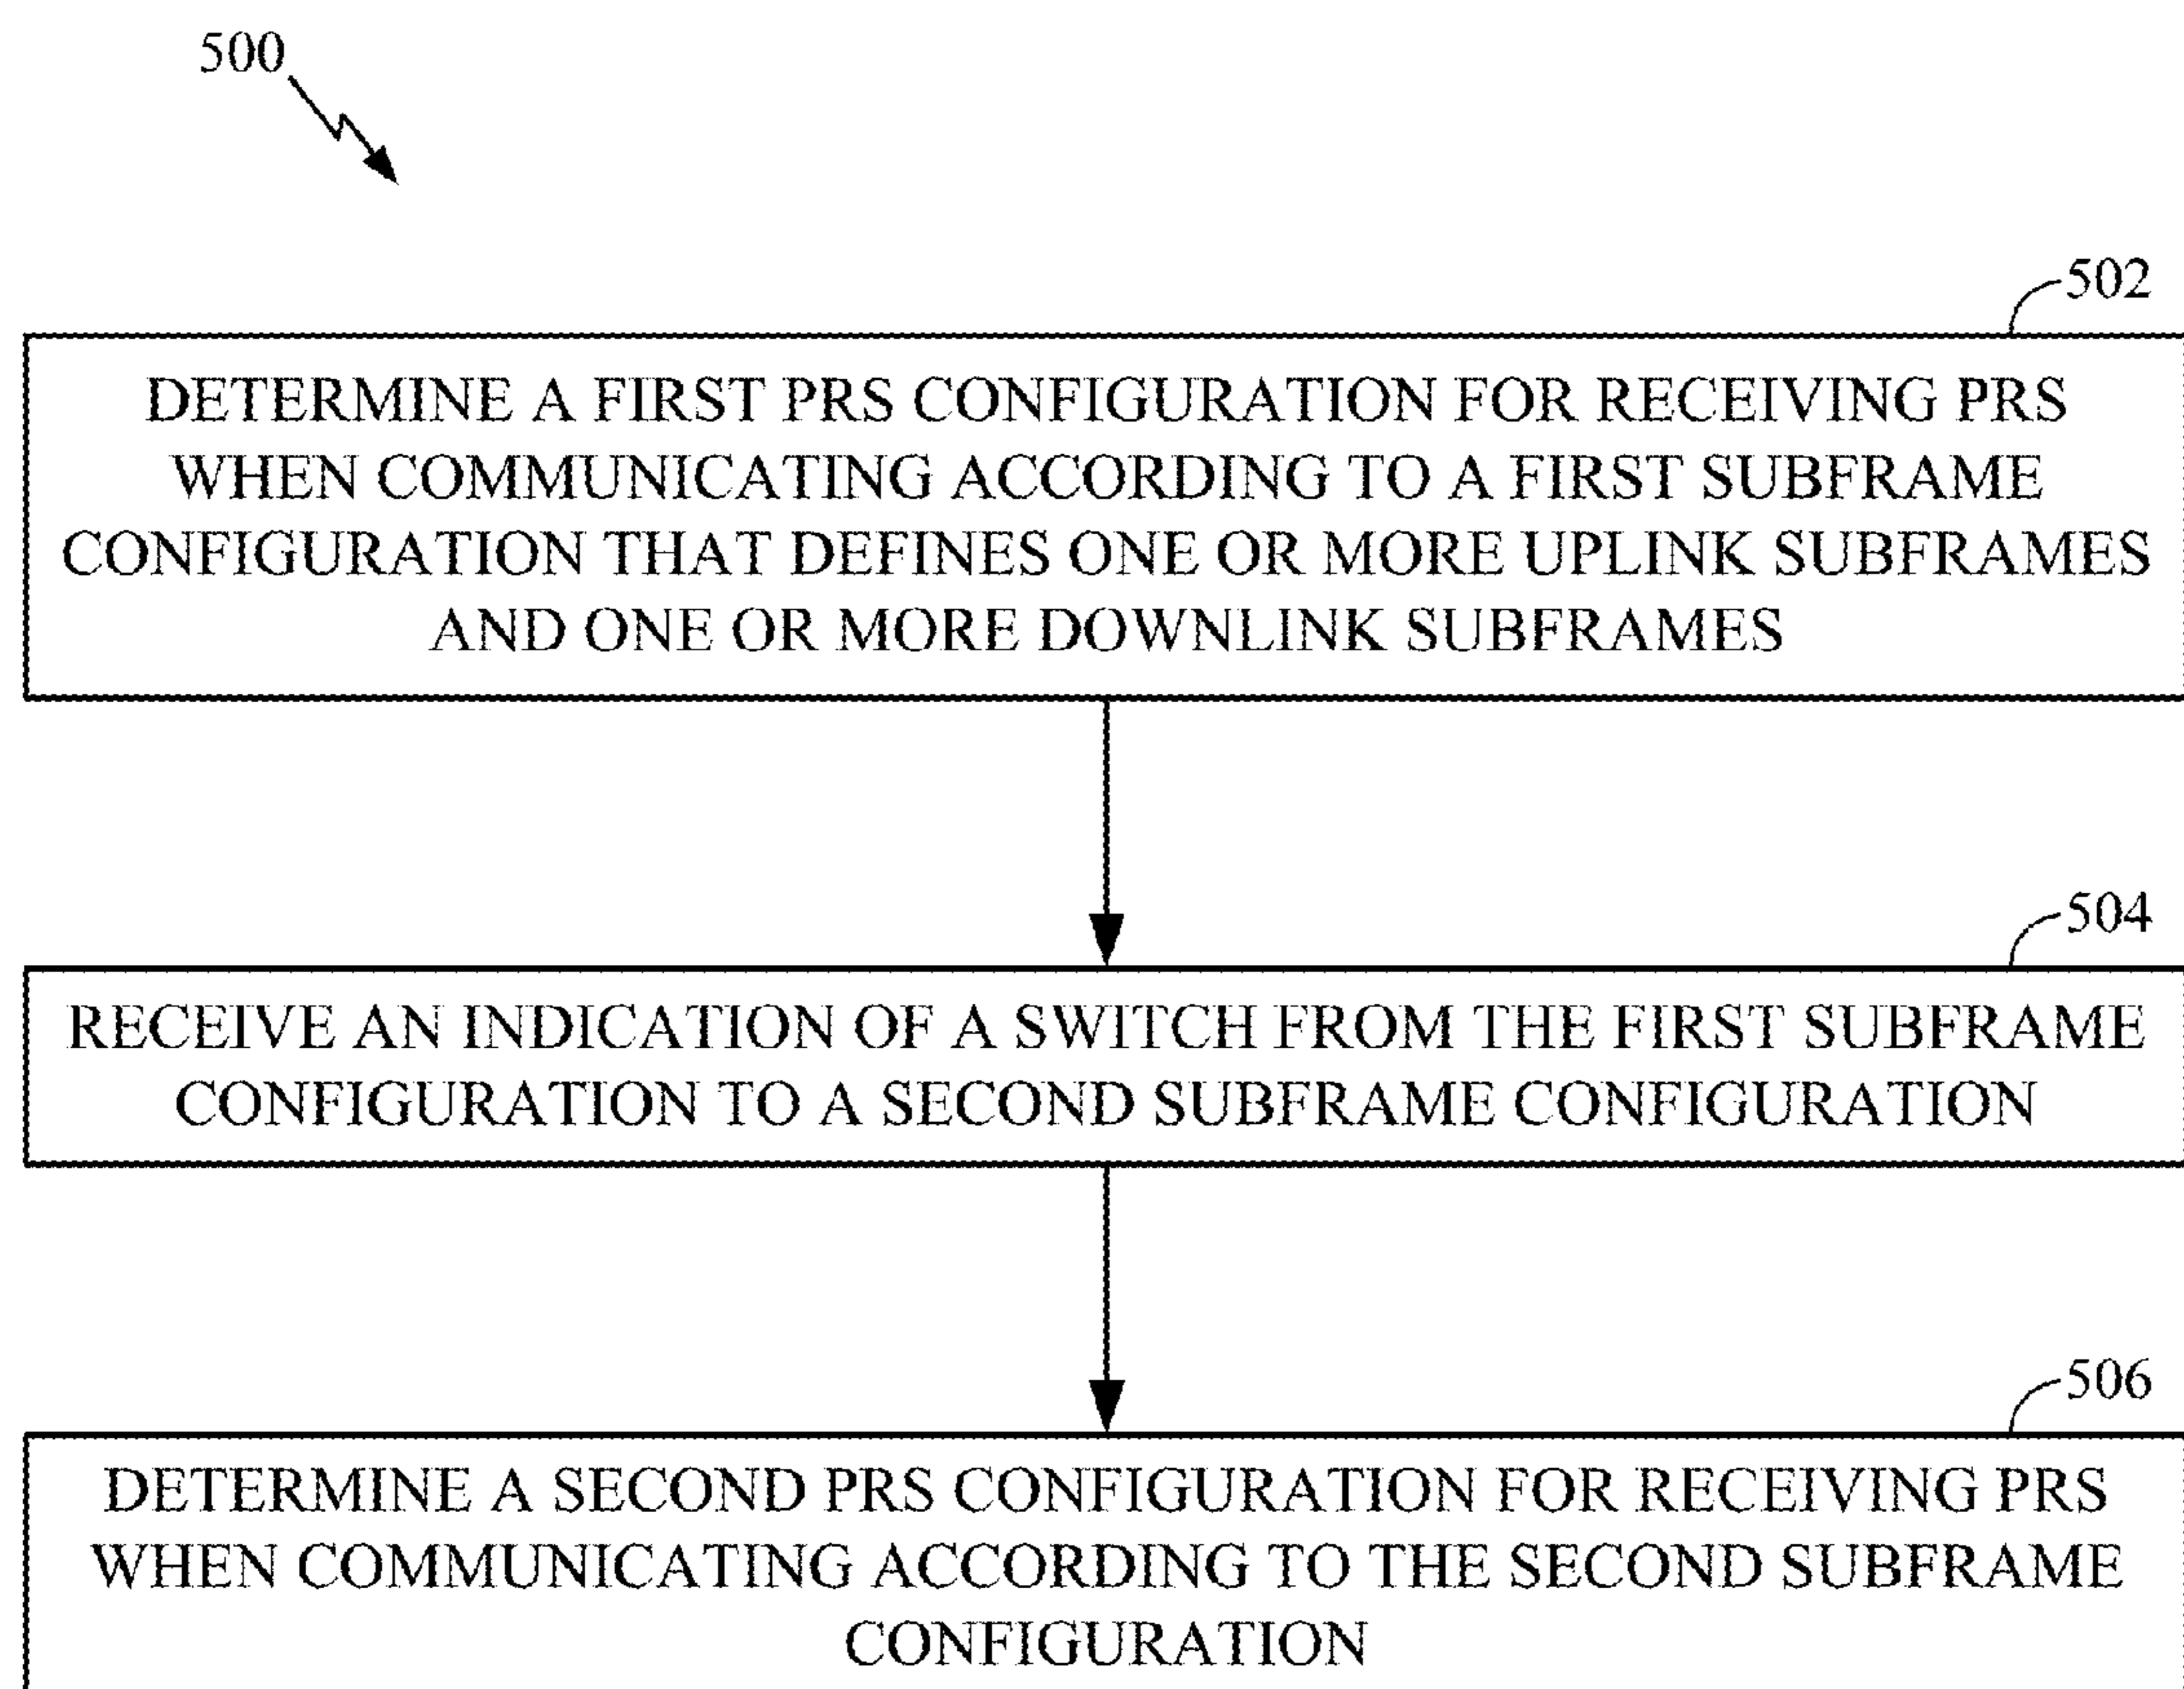 500
502
DETERMINE A FIRST PRS CONFIGURATION FOR RECEIVING PRS
WHEN COMMUNICATING ACCORDING TO A FIRST SUBFRAME
CONFIGURATION THAT DEFINES ONE OR MORE UPLINK SUBFRAMES
AND ONE OR MORE DOWNLINK SUBFRAMES
504
RECEIVE AN INDICATION OF A SWITCH FROM THE FIRST SUBFRAME
CONFIGURATION TO A SECOND SUBFRAME CONFIGURATION
506
DETERMINE A SECOND PRS CONFIGURATION FOR RECEIVING PRS
WHEN COMMUNICATING ACCORDING TO THE SECOND SUBFRAME
CONFIGURATION